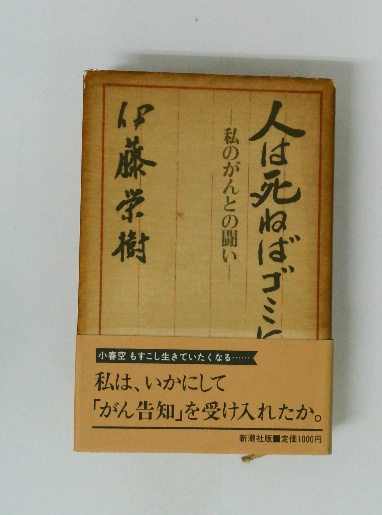 人は死ねばゴミに
―私のがんとの闘い―
伊藤栄樹
小春空 もすこし生きていたくなる……
私は、いかにして
「がん告知」を受け入れたか。
新潮社版■定価1000円